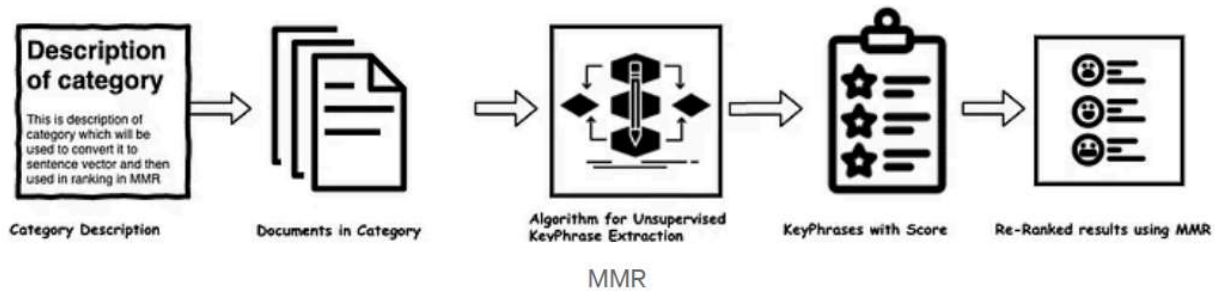 Description
of category
This is description of
category which will be
used to convert it to
sentence vector and then
used in ranking in MMR
Category Description
Documents in Category
Algorithm for Unsupervised
KeyPhrase Extraction
KeyPhrases with Score
Re-Ranked results using MMR
MMR